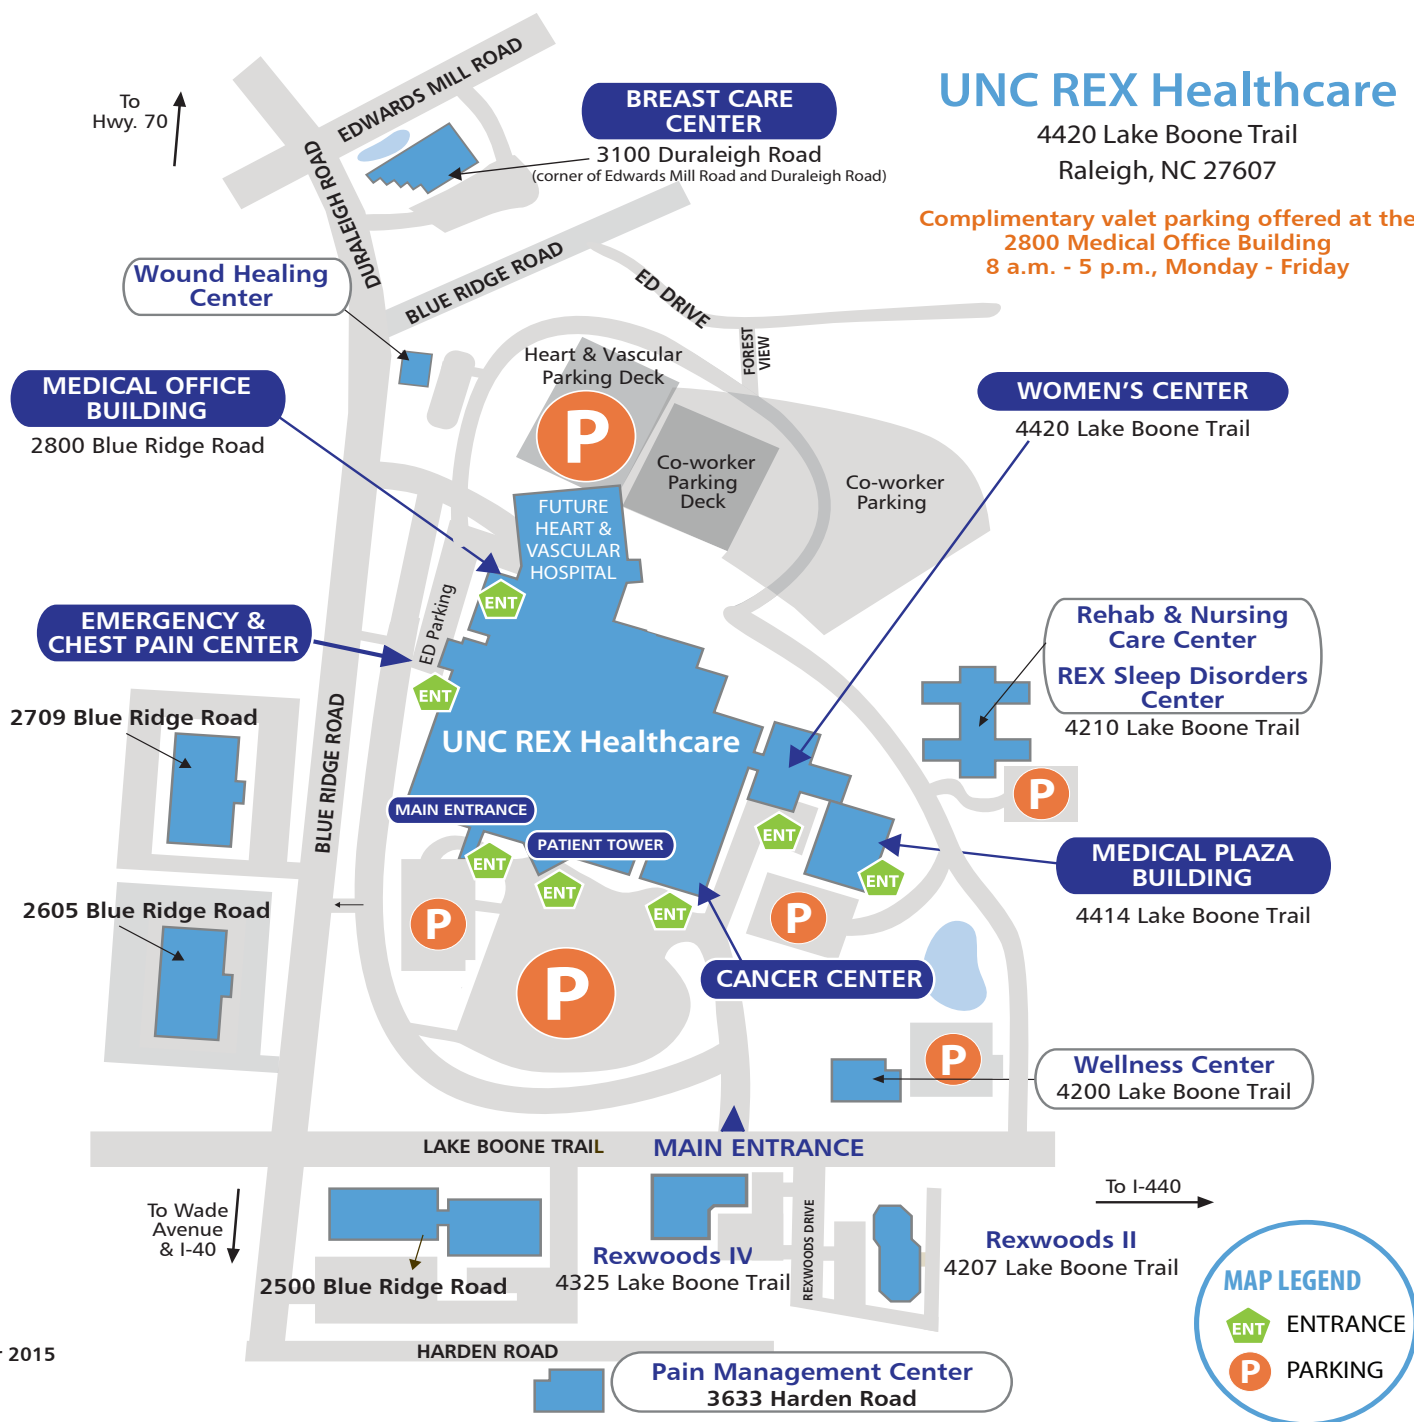 UNC REX Healthcare
4420 Lake Boone Trail
Raleigh, NC 27607
Complimentary valet parking offered at the
2800 Medical Office Building
8 a.m. - 5 p.m., Monday - Friday
To
Hwy. 70
EDWARDS MILL ROAD
DURALEIGH ROAD
BREAST CARE
CENTER
3100 Duraleigh Road
(corner of Edwards Mill Road and Duraleigh Road)
Wound Healing
Center
BLUE RIDGE ROAD
ED DRIVE
FOREST
VIEW
Heart & Vascular
Parking Deck
P
MEDICAL OFFICE
BUILDING
2800 Blue Ridge Road
WOMEN'S CENTER
4420 Lake Boone Trail
Co-worker
Parking
Deck
Co-worker
Parking
FUTURE
HEART &
VASCULAR
HOSPITAL
ENT
ED Parking
EMERGENCY &
CHEST PAIN CENTER
ENT
Rehab & Nursing
Care Center
REX Sleep Disorders
Center
4210 Lake Boone Trail
P
2709 Blue Ridge Road
BLUE RIDGE ROAD
UNC REX Healthcare
MAIN ENTRANCE
PATIENT TOWER
ENT
ENT
ENT
ENT
ENT
MEDICAL PLAZA
BUILDING
4414 Lake Boone Trail
2605 Blue Ridge Road
P
P
P
CANCER CENTER
P
Wellness Center
4200 Lake Boone Trail
LAKE BOONE TRAIL
MAIN ENTRANCE
To Wade
Avenue
& I-40
2500 Blue Ridge Road
Rexwoods IV
4325 Lake Boone Trail
REXWOODS DRIVE
To I-440
Rexwoods II
4207 Lake Boone Trail
MAP LEGEND
ENT ENTRANCE
P PARKING
2015
HARDEN ROAD
Pain Management Center
3633 Harden Road